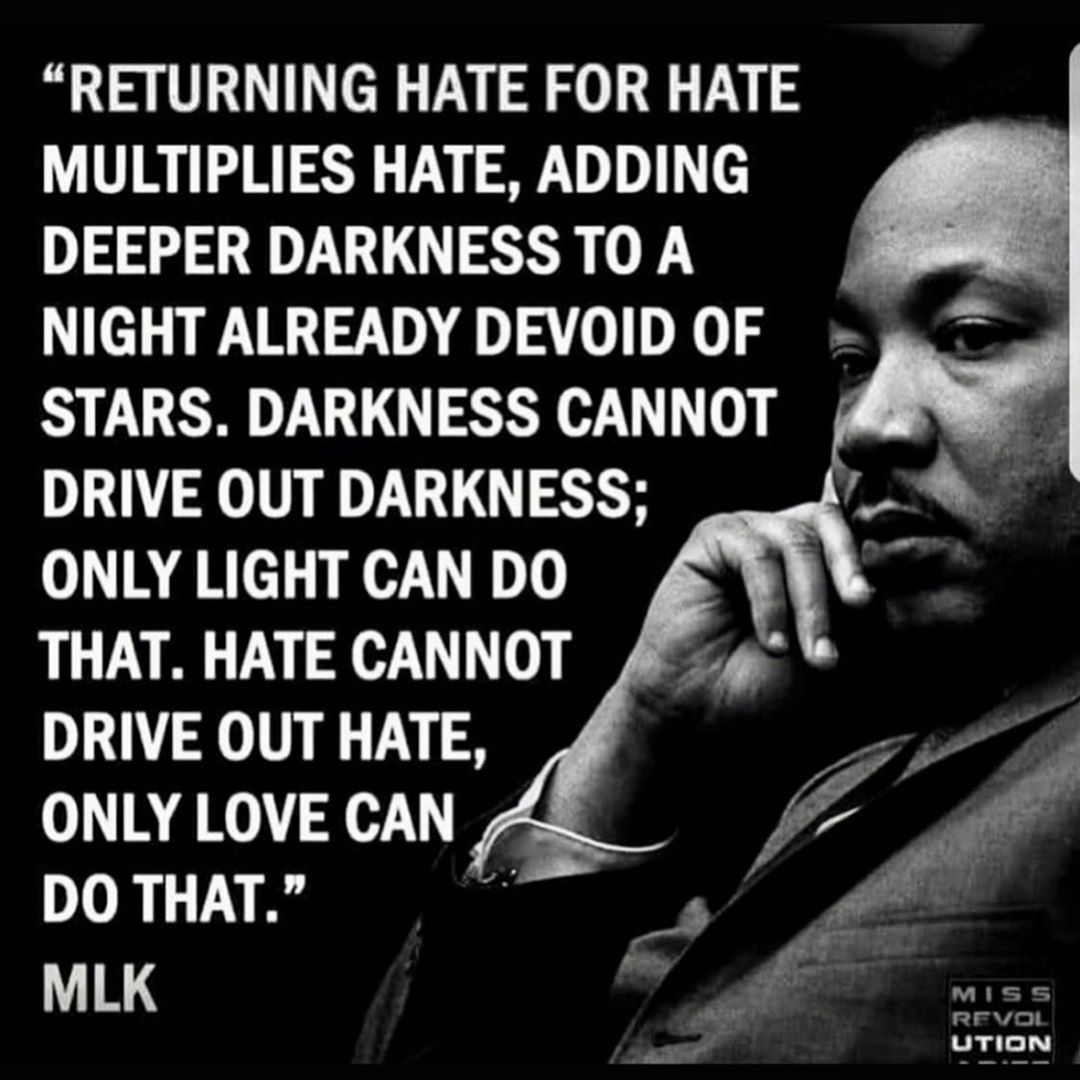 “RETURNING HATE FOR HATE
MULTIPLIES HATE, ADDING
DEEPER DARKNESS TO A
NIGHT ALREADY DEVOID OF
STARS. DARKNESS CANNOT
DRIVE OUT DARKNESS;
ONLY LIGHT CAN DO
THAT. HATE CANNOT
DRIVE OUT HATE,
ONLY LOVE CAN
DO THAT.”
MLK
MISS
REVOL
UTION